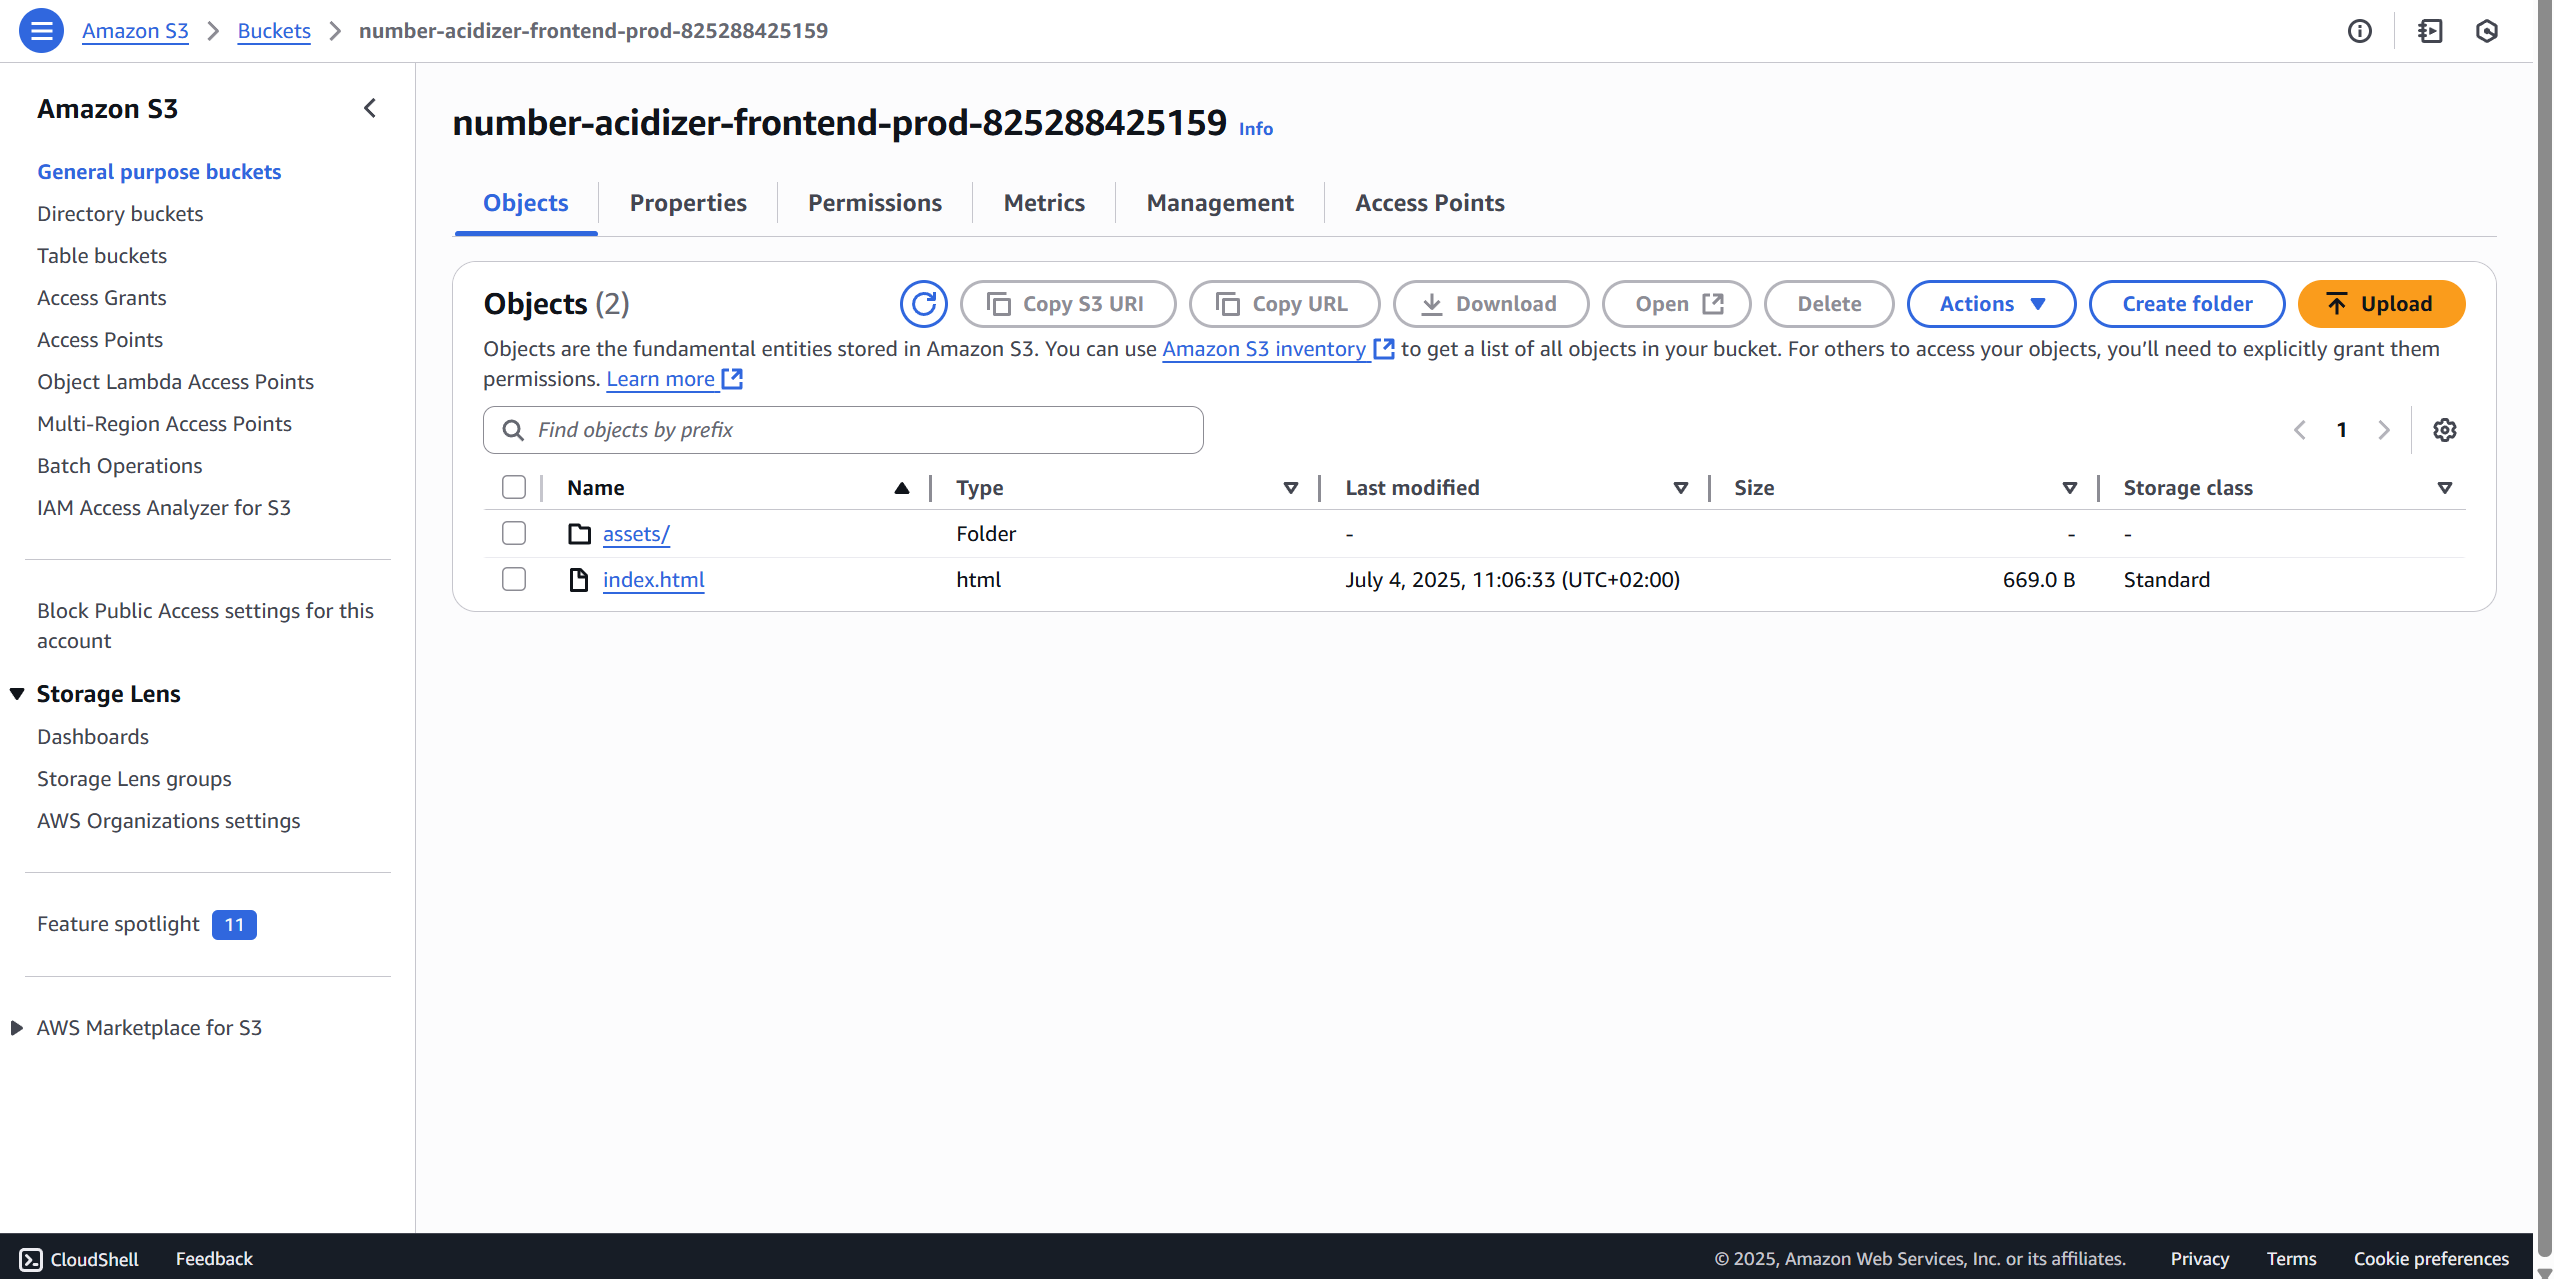 Amazon S3 > Buckets > number-acidizer-frontend-prod-825288425159
Amazon S3
General purpose buckets
Directory buckets
Table buckets
Access Grants
Access Points
Object Lambda Access Points
Multi-Region Access Points
Batch Operations
IAM Access Analyzer for S3
Block Public Access settings for this
account
Storage Lens
Dashboards
Storage Lens groups
AWS Organizations settings
Feature spotlight 11
AWS Marketplace for S3
number-acidizer-frontend-prod-825288425159 Info
Objects Properties Permissions Metrics Management Access Points
Objects (2) Copy S3 URI Copy URL Download Open Delete Actions Create folder Upload
Objects are the fundamental entities stored in Amazon S3. You can use Amazon S3 inventory to get a list of all objects in your bucket. For others to access your objects, you’ll need to explicitly grant them
permissions. Learn more
Find objects by prefix 1
Name Type Last modified Size Storage class
assets/ Folder - - -
index.html html July 4, 2025, 11:06:33 (UTC+02:00) 669.0 B Standard
CloudShell Feedback © 2025, Amazon Web Services, Inc. or its affiliates. Privacy Terms Cookie preferences